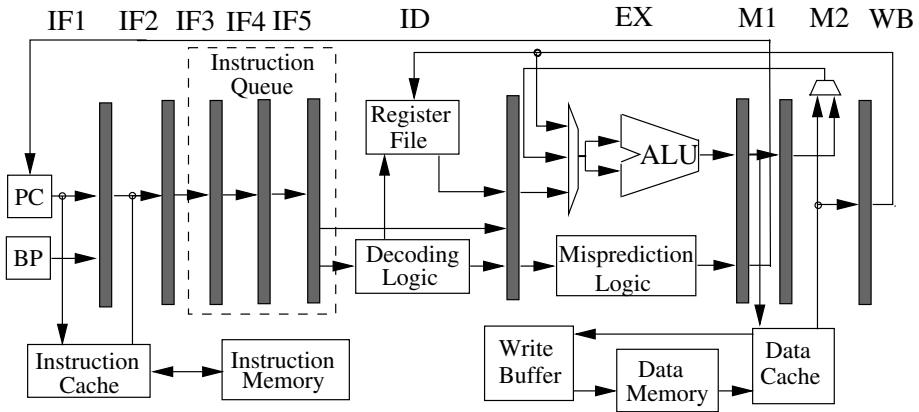 IF1 IF2 IF3 IF4 IF5 ID EX M1 M2 WB
Instruction
Queue
Register
File
ALU
PC
BP
Decoding
Logic
Misprediction
Logic
Instruction
Cache
Instruction
Memory
Write
Buffer
Data
Memory
Data
Cache